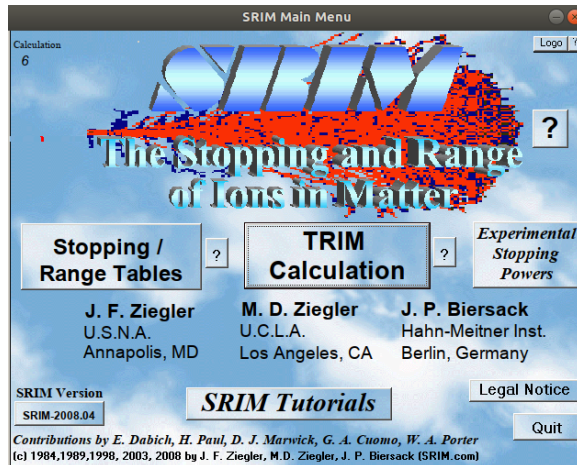 SRIM Main Menu
Calculation
6
Logo
SRIM
?
The Stopping and Range
of Ions in Matter
Stopping /
Range Tables
?
TRIM
Calculation
?
Experimental
Stopping
Powers
J. F. Ziegler
U.S.N.A.
Annapolis, MD
M. D. Ziegler
U.C.L.A.
Los Angeles, CA
J. P. Biersack
Hahn-Meitner Inst.
Berlin, Germany
SRIM Version
SRIM-2008.04
SRIM Tutorials
Legal Notice
Quit
Contributions by E. Dabich, H. Paul, D. J. Marwick, G. A. Cuomo, W. A. Porter
(c) 1984,1989,1998, 2003, 2008 by J. F. Ziegler, M.D. Ziegler, J. P. Biersack (SRIM.com)